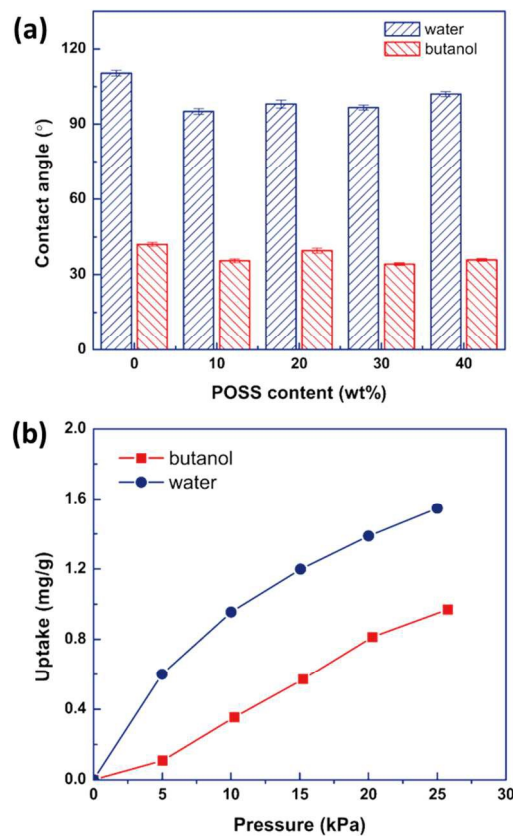 (a)
water
butanol
120
90
60
30
0
Contact angle (°)
0 10 20 30 40
POSS content (wt%)
(b)
butanol
water
2.0
1.6
1.2
0.8
0.4
0.0
Uptake (mg/g)
0 5 10 15 20 25 30
Pressure (kPa)